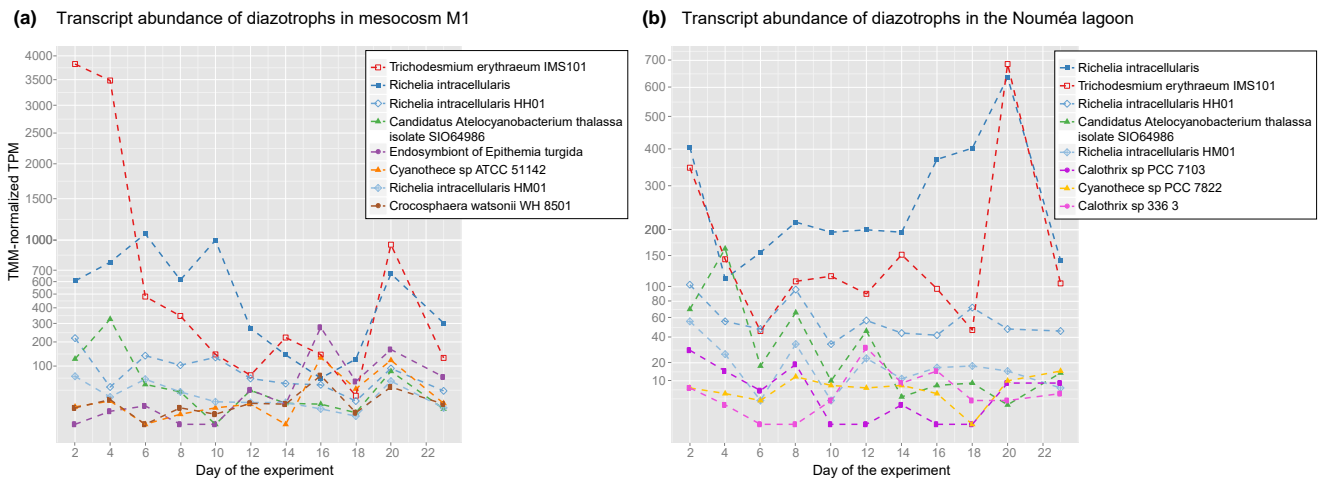 (a) Transcript abundance of diazotrophs in mesocosm M1
TMM-normalized TPM
4000
3500
3000
2500
2000
1500
1000
700
600
500
400
300
200
100
Trichodesmium erythraeum IMS101
Richelia intracellularis
Richelia intracellularis HH01
Candidatus Atelocyanobacterium thalassa
isolate SIO64986
Endosymbiont of Epithemia turgida
Cyanothece sp ATCC 51142
Richelia intracellularis HM01
Crocosphaera watsonii WH 8501
2 4 6 8 10 12 14 16 18 20 22
Day of the experiment
(b) Transcript abundance of diazotrophs in the Nouméa lagoon
700
600
500
400
300
200
150
100
80
60
40
20
10
Richelia intracellularis
Trichodesmium erythraeum IMS101
Richelia intracellularis HH01
Candidatus Atelocyanobacterium thalassa
isolate SIO64986
Richelia intracellularis HM01
Calothrix sp PCC 7103
Cyanothece sp PCC 7822
Calothrix sp 336 3
2 4 6 8 10 12 14 16 18 20 22
Day of the experiment